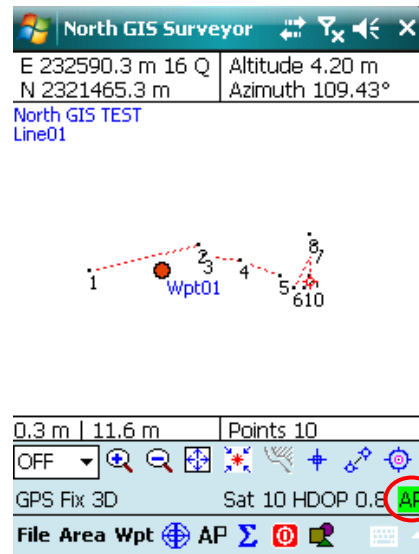 North GIS Surveyor
E 232590.3 m 16 Q
Altitude 4.20 m
N 2321465.3 m
Azimuth 109.43°
North GIS TEST
Line01
8
2
7
3
4
1
Wpt01
5
610
0.3 m | 11.6 m
Points 10
OFF
GPS Fix 3D
Sat 10 HDOP 0.8
AP
File Area Wpt AP Σ